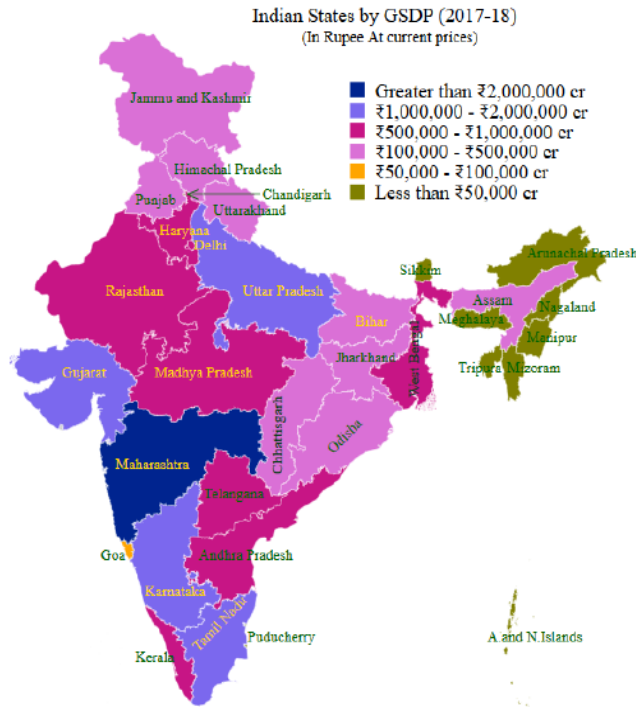 Indian States by GSDP (2017-18)
(In Rupee At current prices)
Greater than ₹2,000,000 cr
₹1,000,000 - ₹2,000,000 cr
₹500,000 - ₹1,000,000 cr
₹100,000 - ₹500,000 cr
₹50,000 - ₹100,000 cr
Less than ₹50,000 cr
Jammu and Kashmir
Himachal Pradesh
Punjab
Chandigarh
Uttarakhand
Haryana
Delhi
Rajasthan
Uttar Pradesh
Sikkim
Arunachal Pradesh
Assam
Nagaland
Meghalaya
Manipur
Tripura
Mizoram
Bihar
Jharkhand
West Bengal
Gujarat
Madhya Pradesh
Chhattisgarh
Odisha
Maharashtra
Telangana
Goa
Andhra Pradesh
Karnataka
Tamil Nadu
Puducherry
Kerala
A and N.Islands